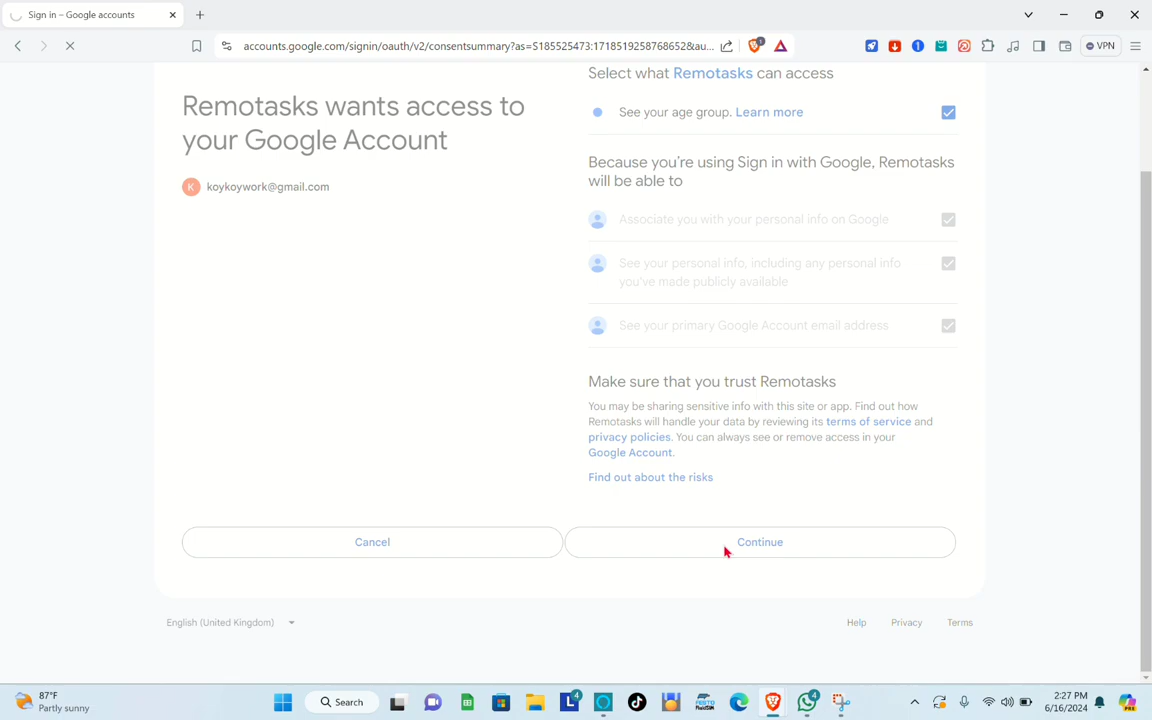 Sign in – Google accounts
accounts.google.com/signin/oauth/v2/consentsummary?as=S185525473:1718519258768652&au...
1
VPN
Select what Remotasks can access
Remotasks wants access to
your Google Account
K koykoywork@gmail.com
See your age group. Learn more
Because you're using Sign in with Google, Remotasks
will be able to
Associate you with your personal info on Google
See your personal info, including any personal info
you've made publicly available
See your primary Google Account email address
Make sure that you trust Remotasks
You may be sharing sensitive info with this site or app. Find out how
Remotasks will handle your data by reviewing its terms of service and
privacy policies. You can always see or remove access in your
Google Account.
Find out about the risks
Cancel
Continue
English (United Kingdom)
Help
Privacy
Terms
87°F
Partly sunny
Search
4
4
2:27 PM
6/16/2024